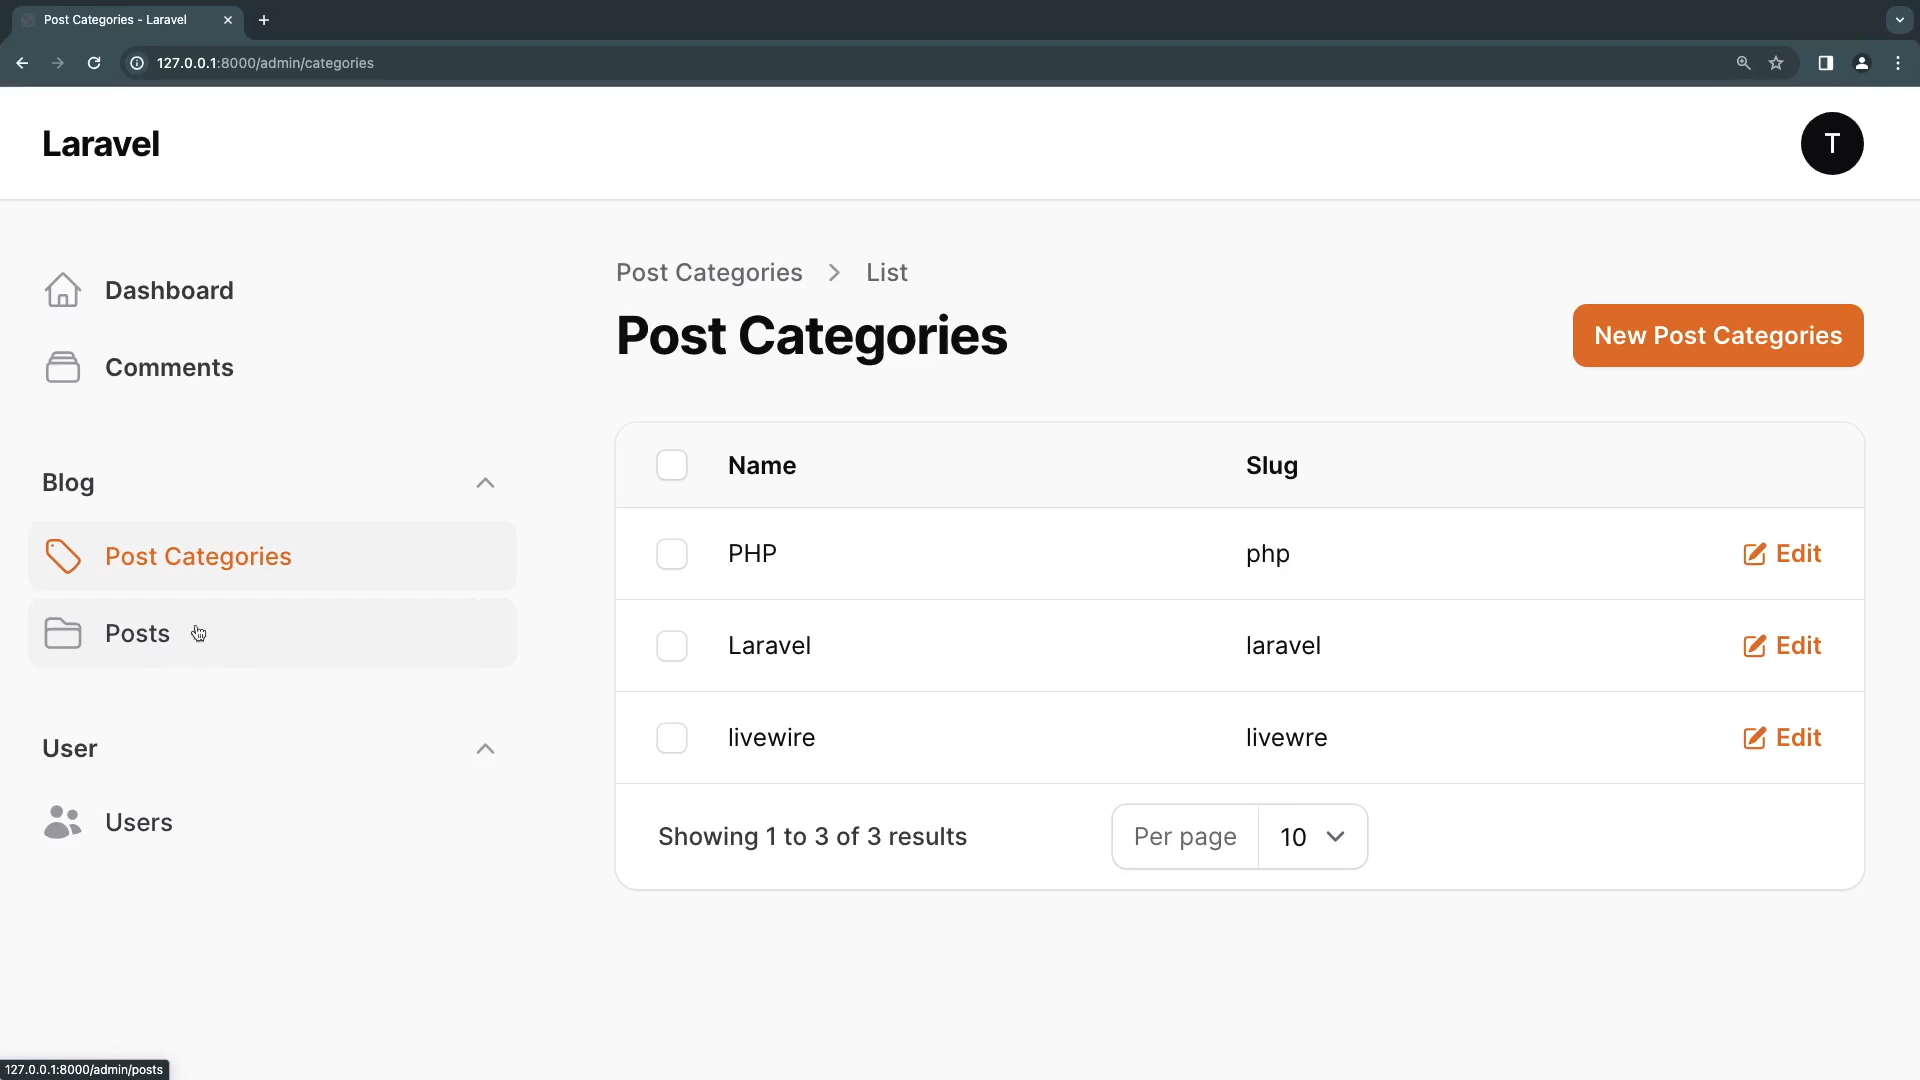 Post Categories - Laravel
127.0.0.1:8000/admin/categories
Laravel
T
Dashboard
Comments
Blog
Post Categories
Posts
User
Users
Post Categories > List
Post Categories
New Post Categories
Name Slug
PHP php Edit
Laravel laravel Edit
livewire livewre Edit
Showing 1 to 3 of 3 results
Per page 10
127.0.0.1:8000/admin/posts